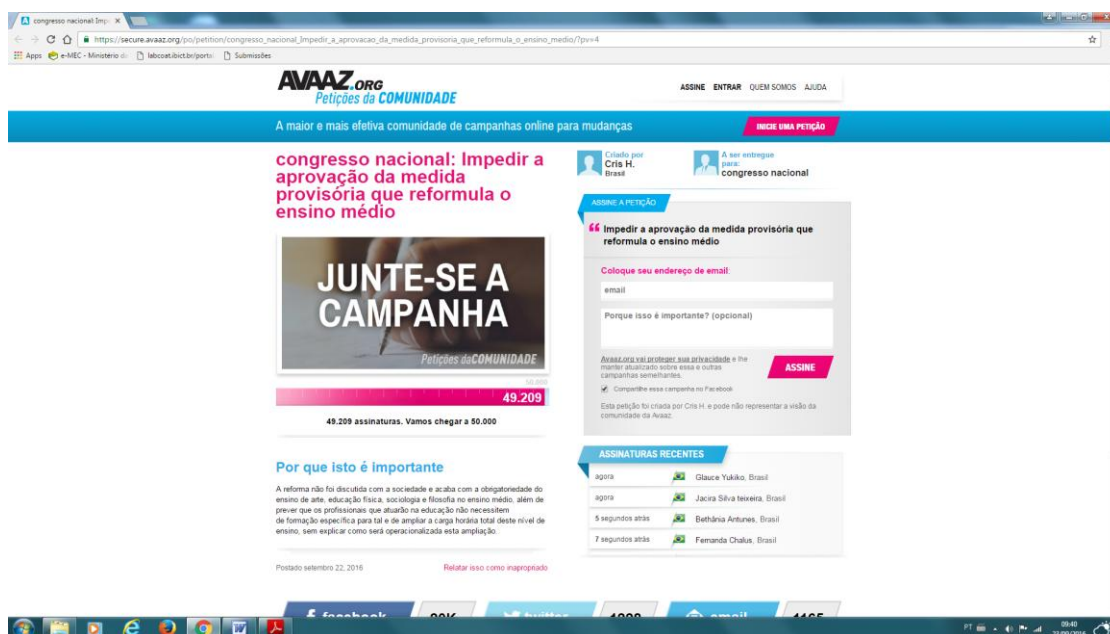 congresso nacional: Imp
https://secure.avaaz.org/po/petition/congresso_nacional_Impedir_a_aprovacao_da_medida_provisoria_que_reformula_o_ensino_medio/?pv=4
Apps e-MEC - Ministério d labcoat.ibict.br/porta Submissões
AVAAZ.ORG
Petições da COMUNIDADE
ASSINE ENTRAR QUEM SOMOS AJUDA
A maior e mais efetiva comunidade de campanhas online para mudanças
INICIE UMA PETIÇÃO
congresso nacional: Impedir a
aprovação da medida
provisória que reformula o
ensino médio
JUNTE-SE A
CAMPANHA
Petições daCOMUNIDADE
50.000
49.209
49.209 assinaturas. Vamos chegar a 50.000
Por que isto é importante
A reforma não foi discutida com a sociedade e acaba com a obrigatoriedade do
ensino de arte, educação física, sociologia e filosofia no ensino médio, além de
prever que os profissionais que atuarão na educação não necessitem
de formação específica para tal e de ampliar a carga horária total deste nível de
ensino, sem explicar como será operacionalizada esta ampliação.
Postado setembro 22, 2016 Relatar isso como inapropriado
Criado por
Cris H.
Brasil
A ser entregue
para:
congresso nacional
ASSINE A PETIÇÃO
Impedir a aprovação da medida provisória que
reformula o ensino médio
Coloque seu endereço de email:
email
Porque isso é importante? (opcional)
Avaaz.org vai proteger sua privacidade e lhe
manter atualizado sobre essa e outras
campanhas semelhantes.
ASSINE
Compartilhe essa campanha no Facebook
Esta petição foi criada por Cris H. e pode não representar a visão da
comunidade da Avaaz.
ASSINATURAS RECENTES
agora Glauce Yukiko, Brasil
agora Jacira Silva teixeira, Brasil
5 segundos atrás Bethânia Antunes, Brasil
7 segundos atrás Fernanda Chalus, Brasil
facebook twitter email
PT 09:40
23/09/2016